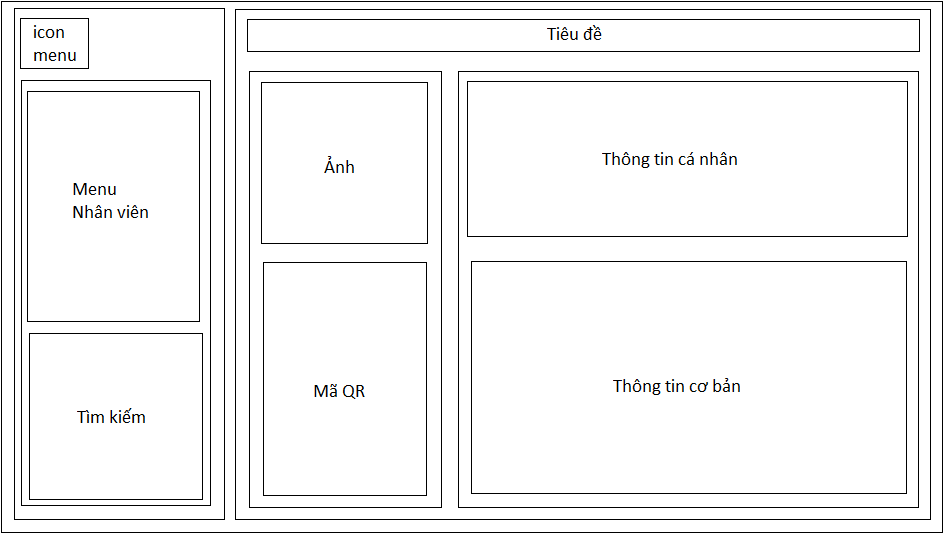 icon
menu
Menu
Nhân viên
Tìm kiếm
Tiêu đề
Ảnh
Mã QR
Thông tin cá nhân
Thông tin cơ bản